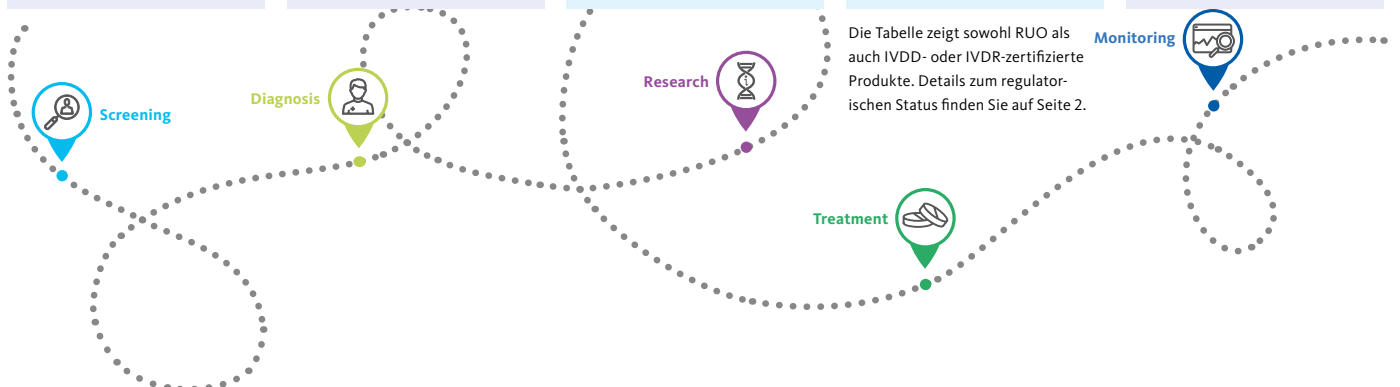 Die Tabelle zeigt sowohl RUO als
auch IVDD- oder IVDR-zertifizierte
Produkte. Details zum regulator-
ischen Status finden Sie auf Seite 2.
Monitoring
Research
Diagnosis
Screening
Treatment